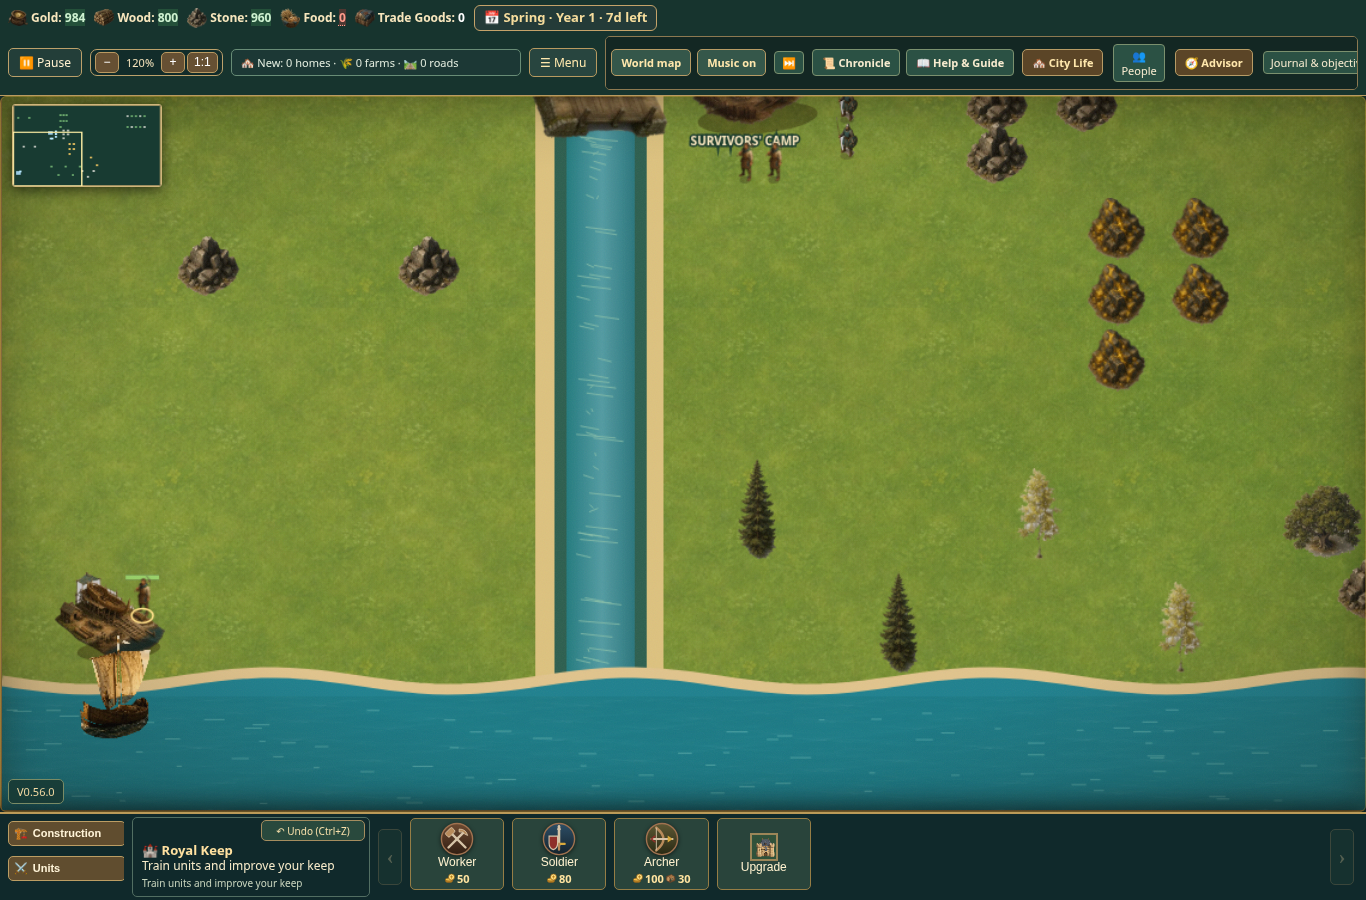 Gold: 984
Wood: 800
Stone: 960
Food: 0
Trade Goods: 0
Spring · Year 1 · 7d left
Pause
− 120% + 1:1
New: 0 homes · 0 farms · 0 roads
☰ Menu
World map
Music on
Chronicle
Help & Guide
City Life
People
Advisor
Journal & objecti
SURVIVORS' CAMP
V0.56.0
Construction
Units
↶ Undo (Ctrl+Z)
Royal Keep
Train units and improve your keep
Train units and improve your keep
‹
Worker
50
Soldier
80
Archer
100 30
Upgrade
›